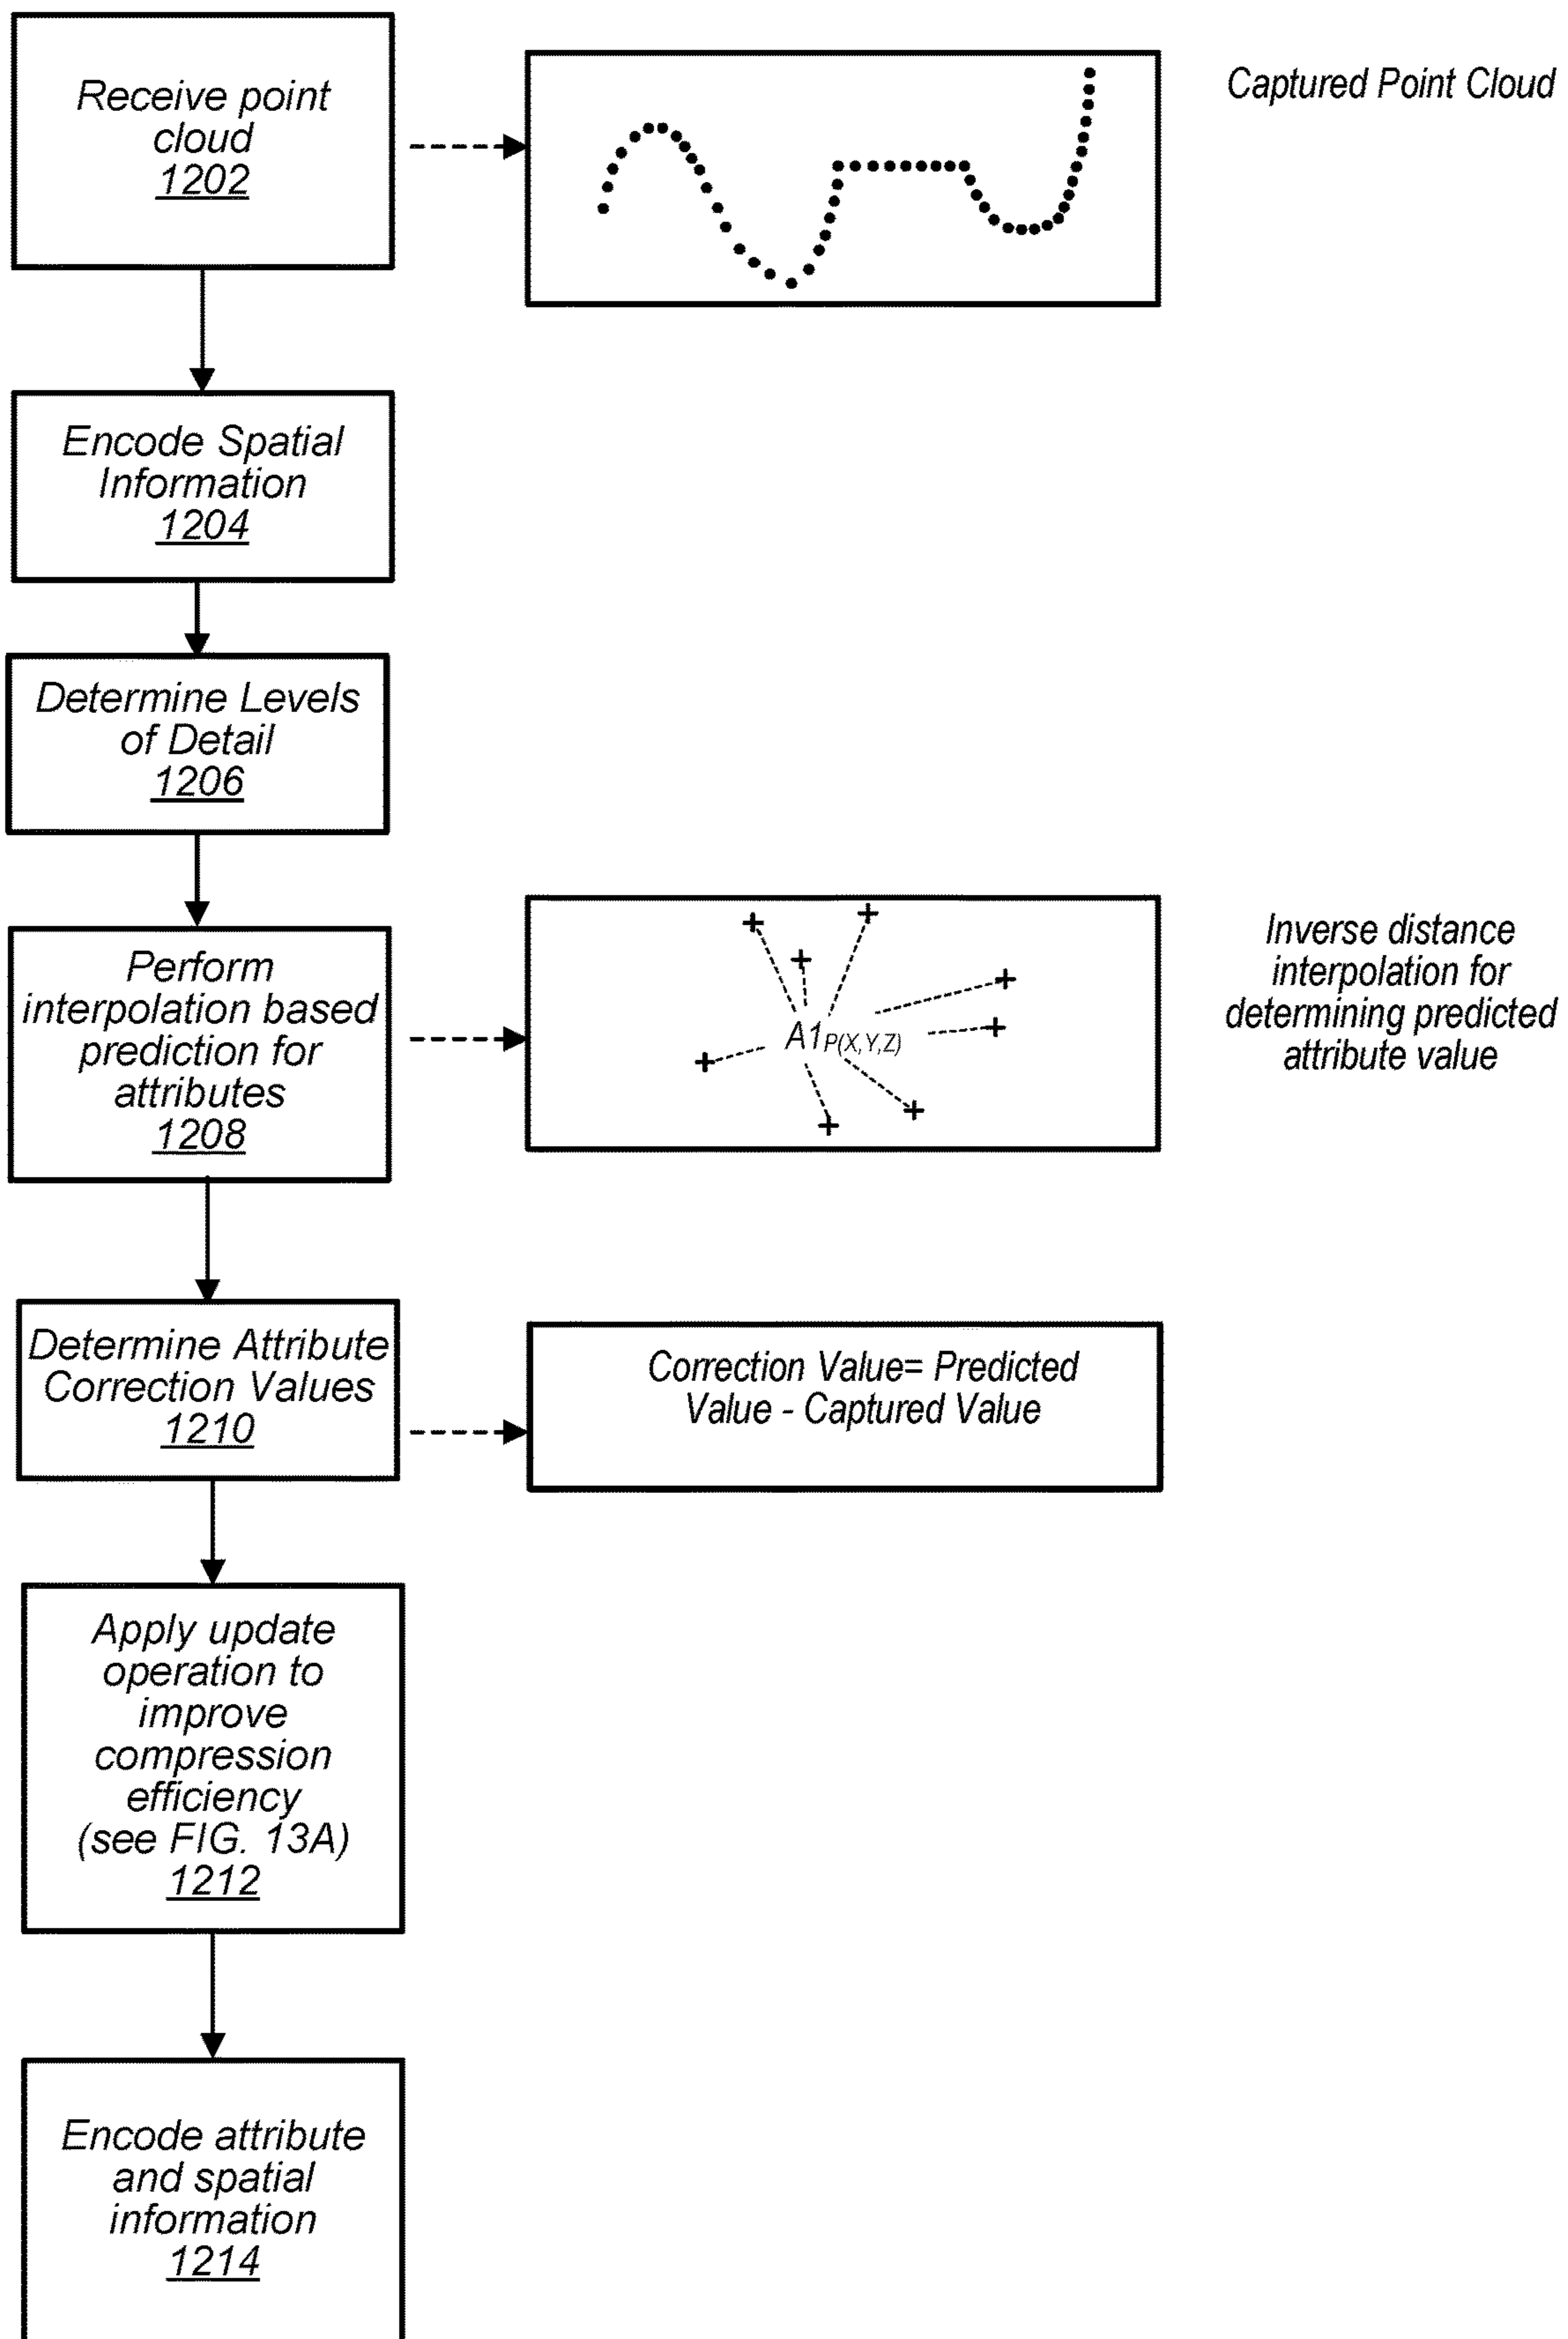 Receive point
cloud
1202
Captured Point Cloud
Encode Spatial
Information
1204
Determine Levels
of Detail
1206
Perform
interpolation based
prediction for
attributes
1208
A1P(X,Y,Z)
Inverse distance
interpolation for
determining predicted
attribute value
Determine Attribute
Correction Values
1210
Correction Value= Predicted
Value - Captured Value
Apply update
operation to
improve
compression
efficiency
(see FIG. 13A)
1212
Encode attribute
and spatial
information
1214